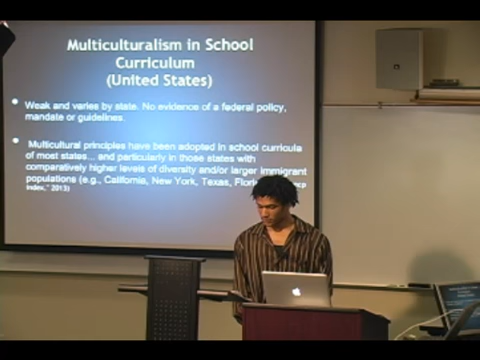 Multiculturalism in School
Curriculum
(United States)
• Weak and varies by state. No evidence of a federal policy,
mandate or guidelines.
• Multicultural principles have been adopted in school curricula
of most states... and particularly in those states with
comparatively higher levels of diversity and/or larger immigrant
populations (e.g., California, New York, Texas, Flori
index," 2013)